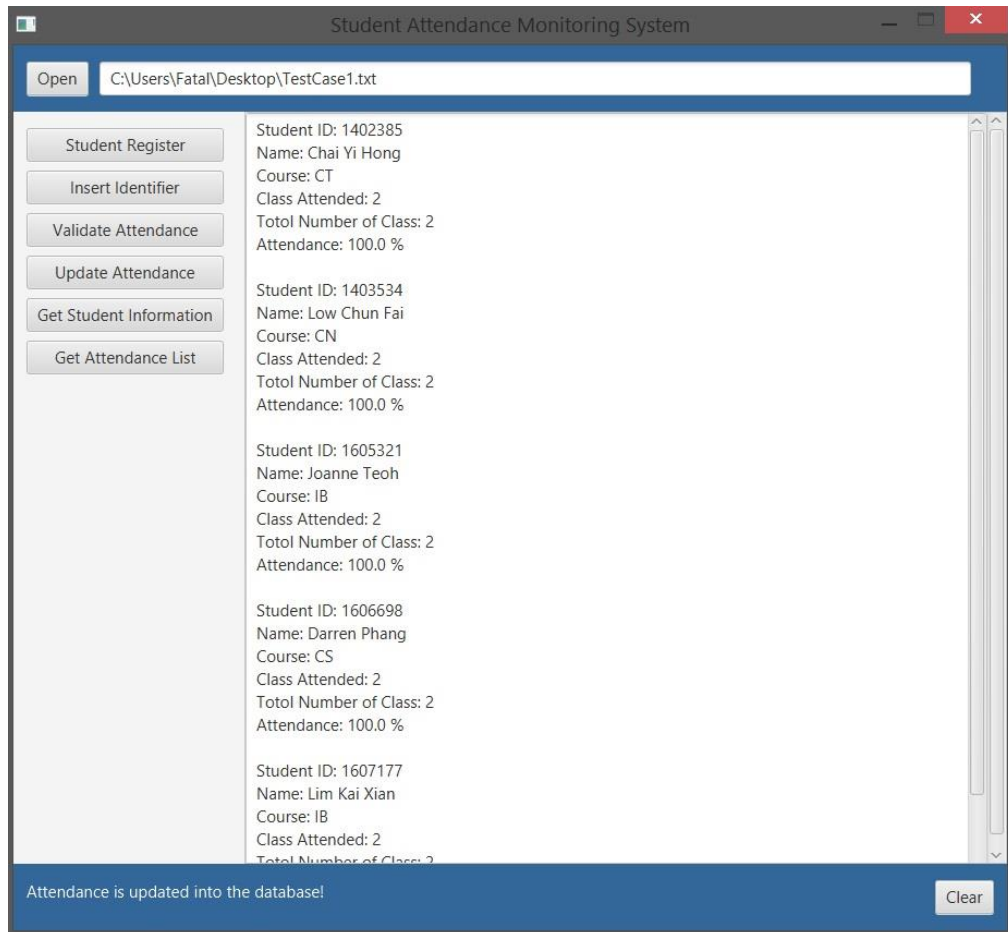 Student Attendance Monitoring System
Open
C:\Users\Fatal\Desktop\TestCase1.txt
Student Register
Insert Identifier
Validate Attendance
Update Attendance
Get Student Information
Get Attendance List
Student ID: 1402385
Name: Chai Yi Hong
Course: CT
Class Attended: 2
Totol Number of Class: 2
Attendance: 100.0 %
Student ID: 1403534
Name: Low Chun Fai
Course: CN
Class Attended: 2
Totol Number of Class: 2
Attendance: 100.0 %
Student ID: 1605321
Name: Joanne Teoh
Course: IB
Class Attended: 2
Totol Number of Class: 2
Attendance: 100.0 %
Student ID: 1606698
Name: Darren Phang
Course: CS
Class Attended: 2
Totol Number of Class: 2
Attendance: 100.0 %
Student ID: 1607177
Name: Lim Kai Xian
Course: IB
Class Attended: 2
Totol Number of Class: 2
Attendance is updated into the database!
Clear